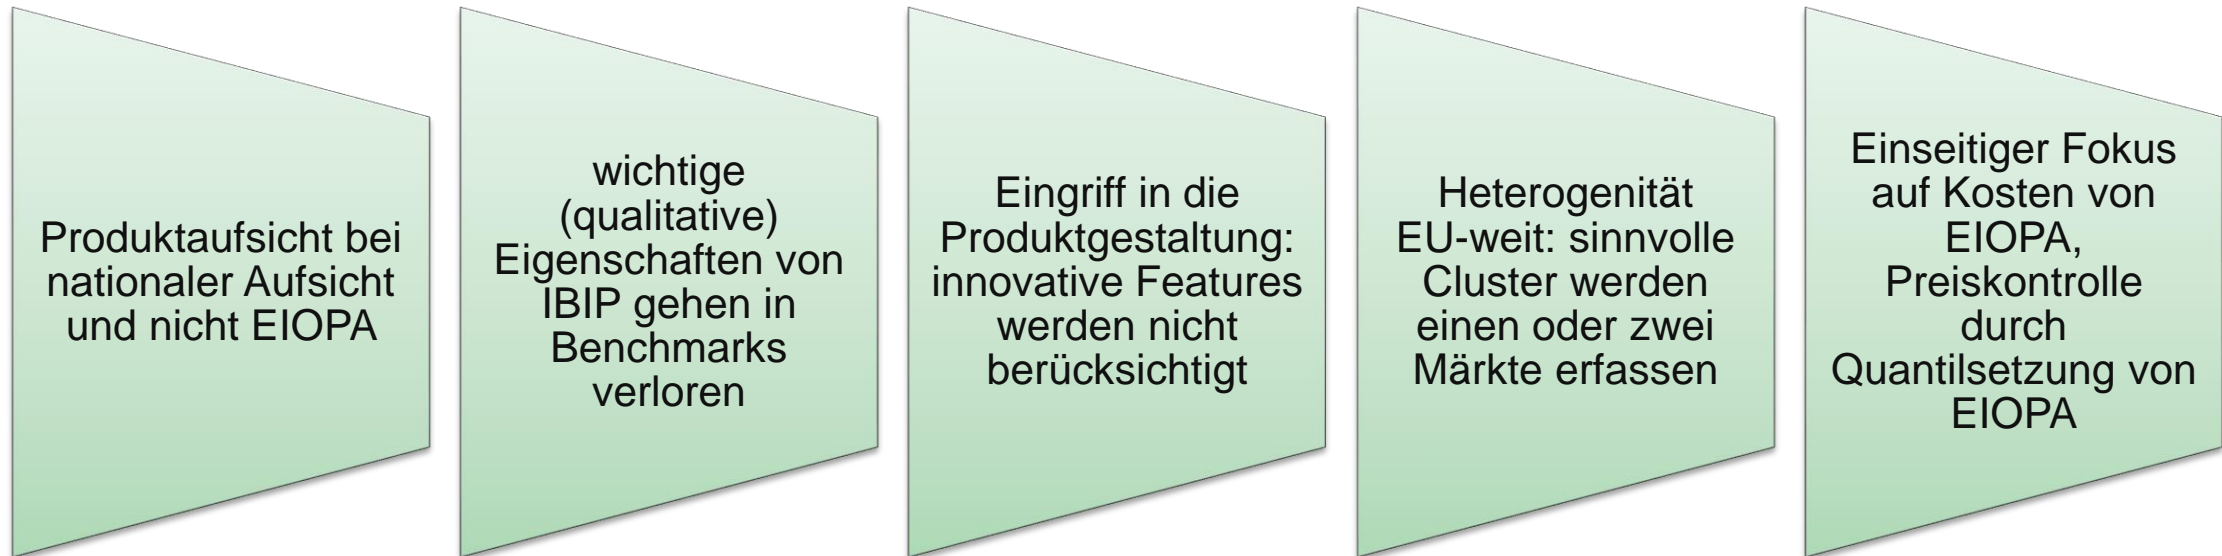 Produktaufsicht bei
nationaler Aufsicht
und nicht EIOPA
wichtige
(qualitative)
Eigenschaften von
IBIP gehen in
Benchmarks
verloren
Eingriff in die
Produktgestaltung:
innovative Features
werden nicht
berücksichtigt
Heterogenität
EU-weit: sinnvolle
Cluster werden
einen oder zwei
Märkte erfassen
Einseitiger Fokus
auf Kosten von
EIOPA,
Preiskontrolle
durch
Quantilsetzung von
EIOPA